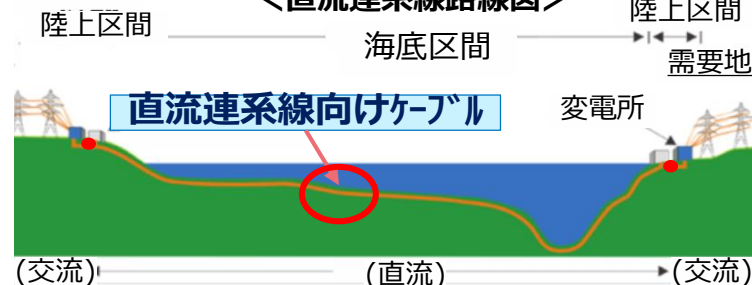 <直流連系線路線図>
陸上区間
陸上区間
海底区間
需要地
直流連系線向けｹｰﾌﾞﾙ
変電所
(交流)
(直流)
(交流)